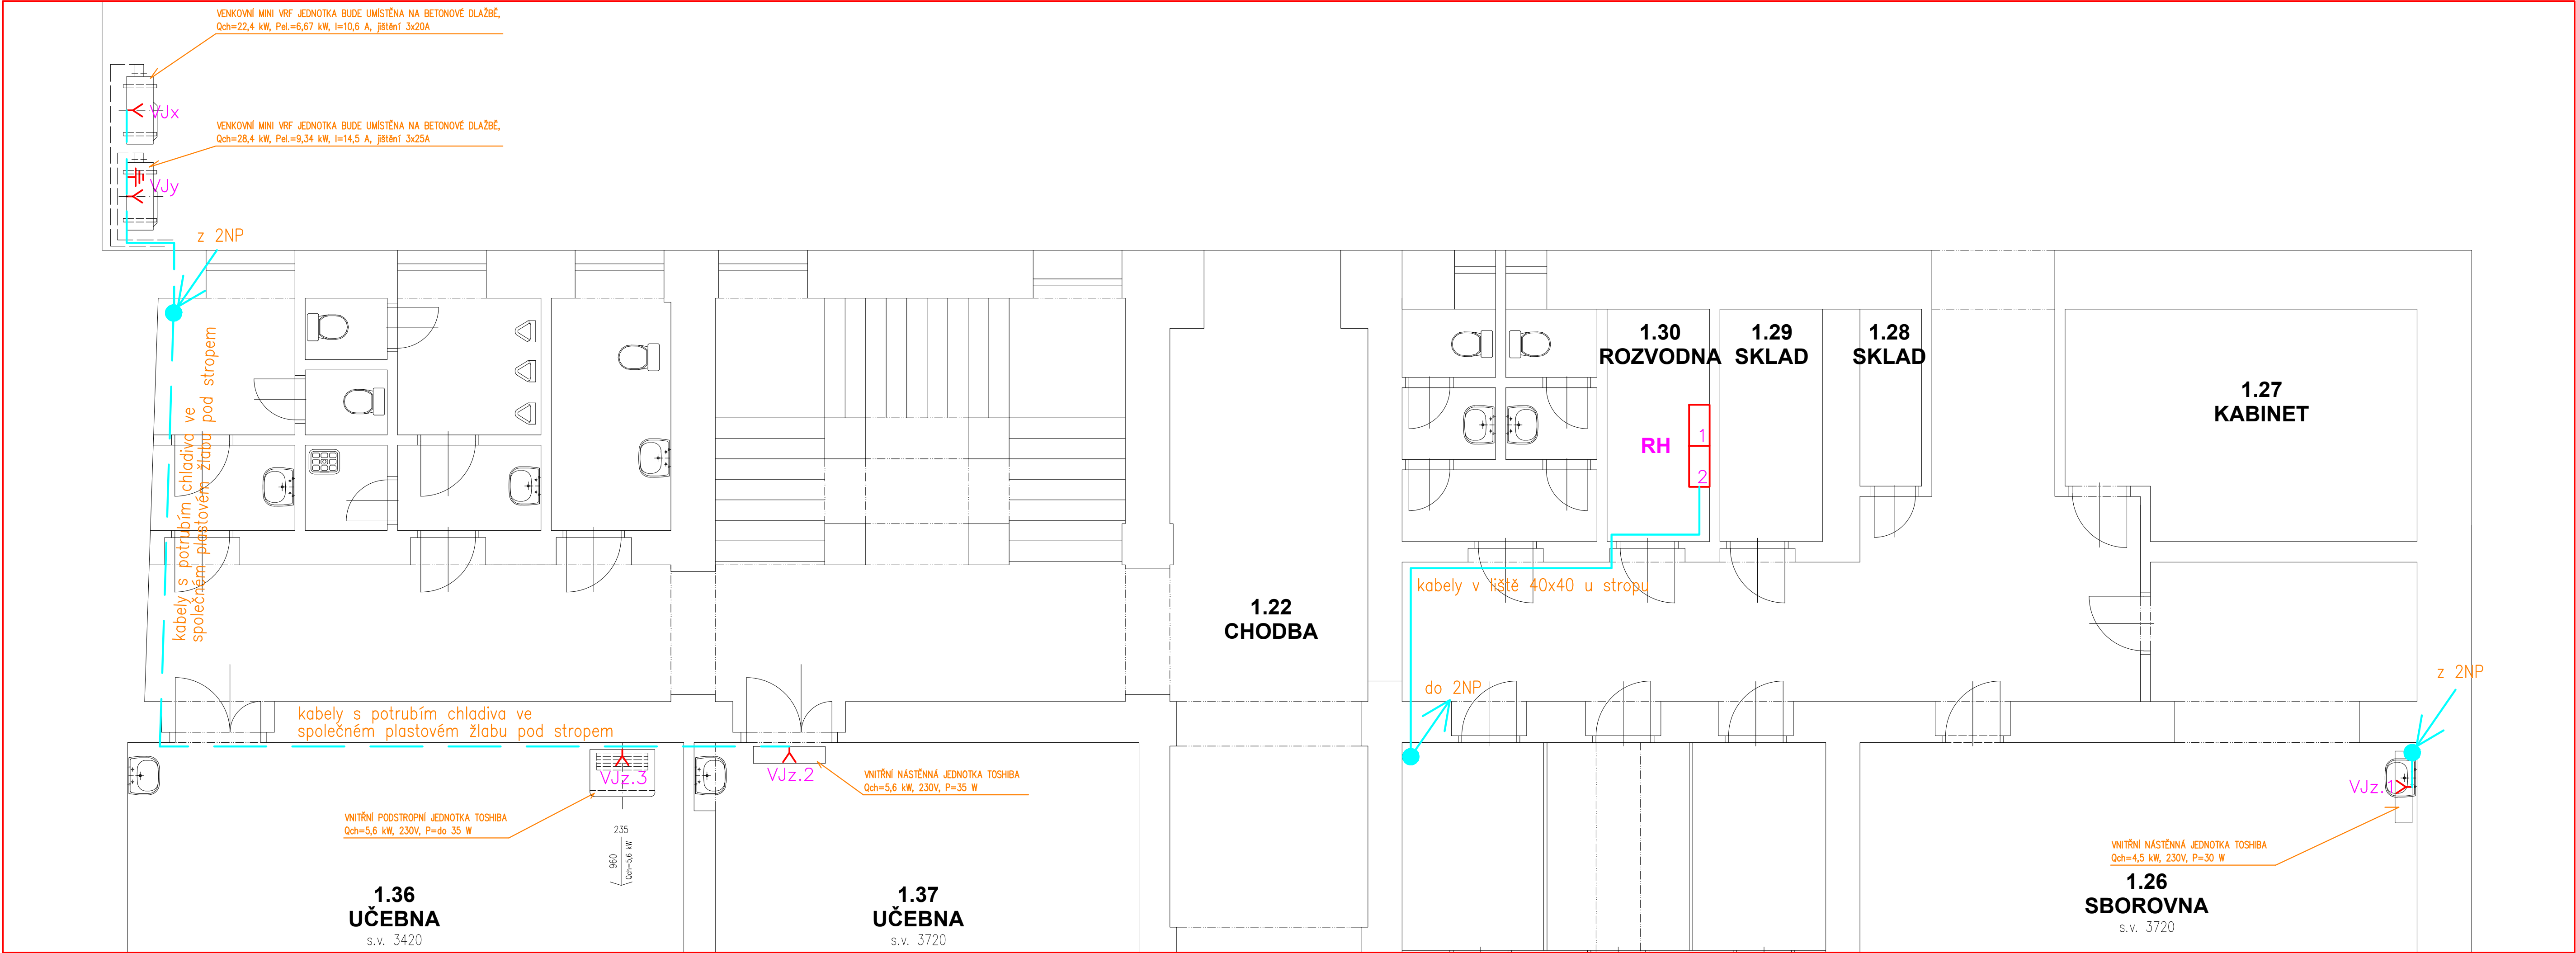 VENKOVNÍ MINI VRF JEDNOTKA BUDE UMÍSTĚNA NA BETONOVÉ DLAŽBĚ,
Qch=22,4 kW, Pel.=6,67 kW, I=10,6 A, jištění 3x20A
VJx
VENKOVNÍ MINI VRF JEDNOTKA BUDE UMÍSTĚNA NA BETONOVÉ DLAŽBĚ,
Qch=28,4 kW, Pel.=9,34 kW, I=14,5 A, jištění 3x25A
VJy
z 2NP
kabely s potrubím chladiva ve
společném plastovém žlabu pod stropem
1.30
ROZVODNA
1.29
SKLAD
1.28
SKLAD
1.27
KABINET
RH
1
2
kabely v liště 40x40 u stropu
1.22
CHODBA
do 2NP
z 2NP
kabely s potrubím chladiva ve
společném plastovém žlabu pod stropem
VJz.3
VJz.2
VNITŘNÍ NÁSTĚNNÁ JEDNOTKA TOSHIBA
Qch=5,6 kW, 230V, P=35 W
VJz.1
VNITŘNÍ PODSTROPNÍ JEDNOTKA TOSHIBA
Qch=5,6 kW, 230V, P=do 35 W
235
960
Qch=5,6 kW
VNITŘNÍ NÁSTĚNNÁ JEDNOTKA TOSHIBA
Qch=4,5 kW, 230V, P=30 W
1.36
UČEBNA
s.v. 3420
1.37
UČEBNA
s.v. 3720
1.26
SBOROVNA
s.v. 3720